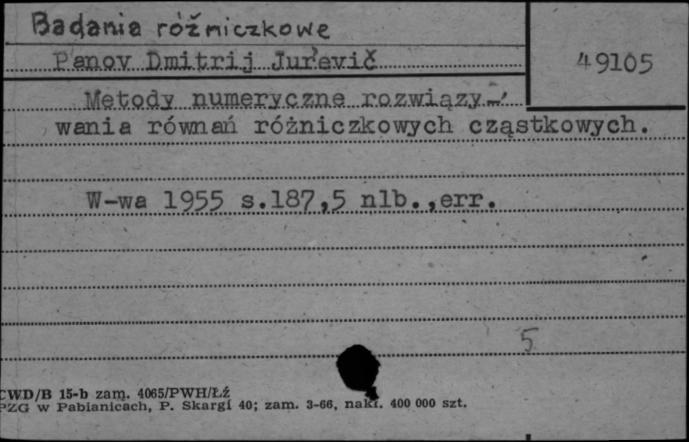 Badania różniczkowe
Panov Dmitrij Jur'evič
49105
Metody numeryczne rozwiązy-
wania równań różniczkowych cząstkowych.
W-wa 1955 s.187,5 nlb.,err.
5
CWD/B 15-b zam. 4065/PWH/Łź
PZG w Pabianicach, P. Skargi 40; zam. 3-66, nakł. 400 000 szt.